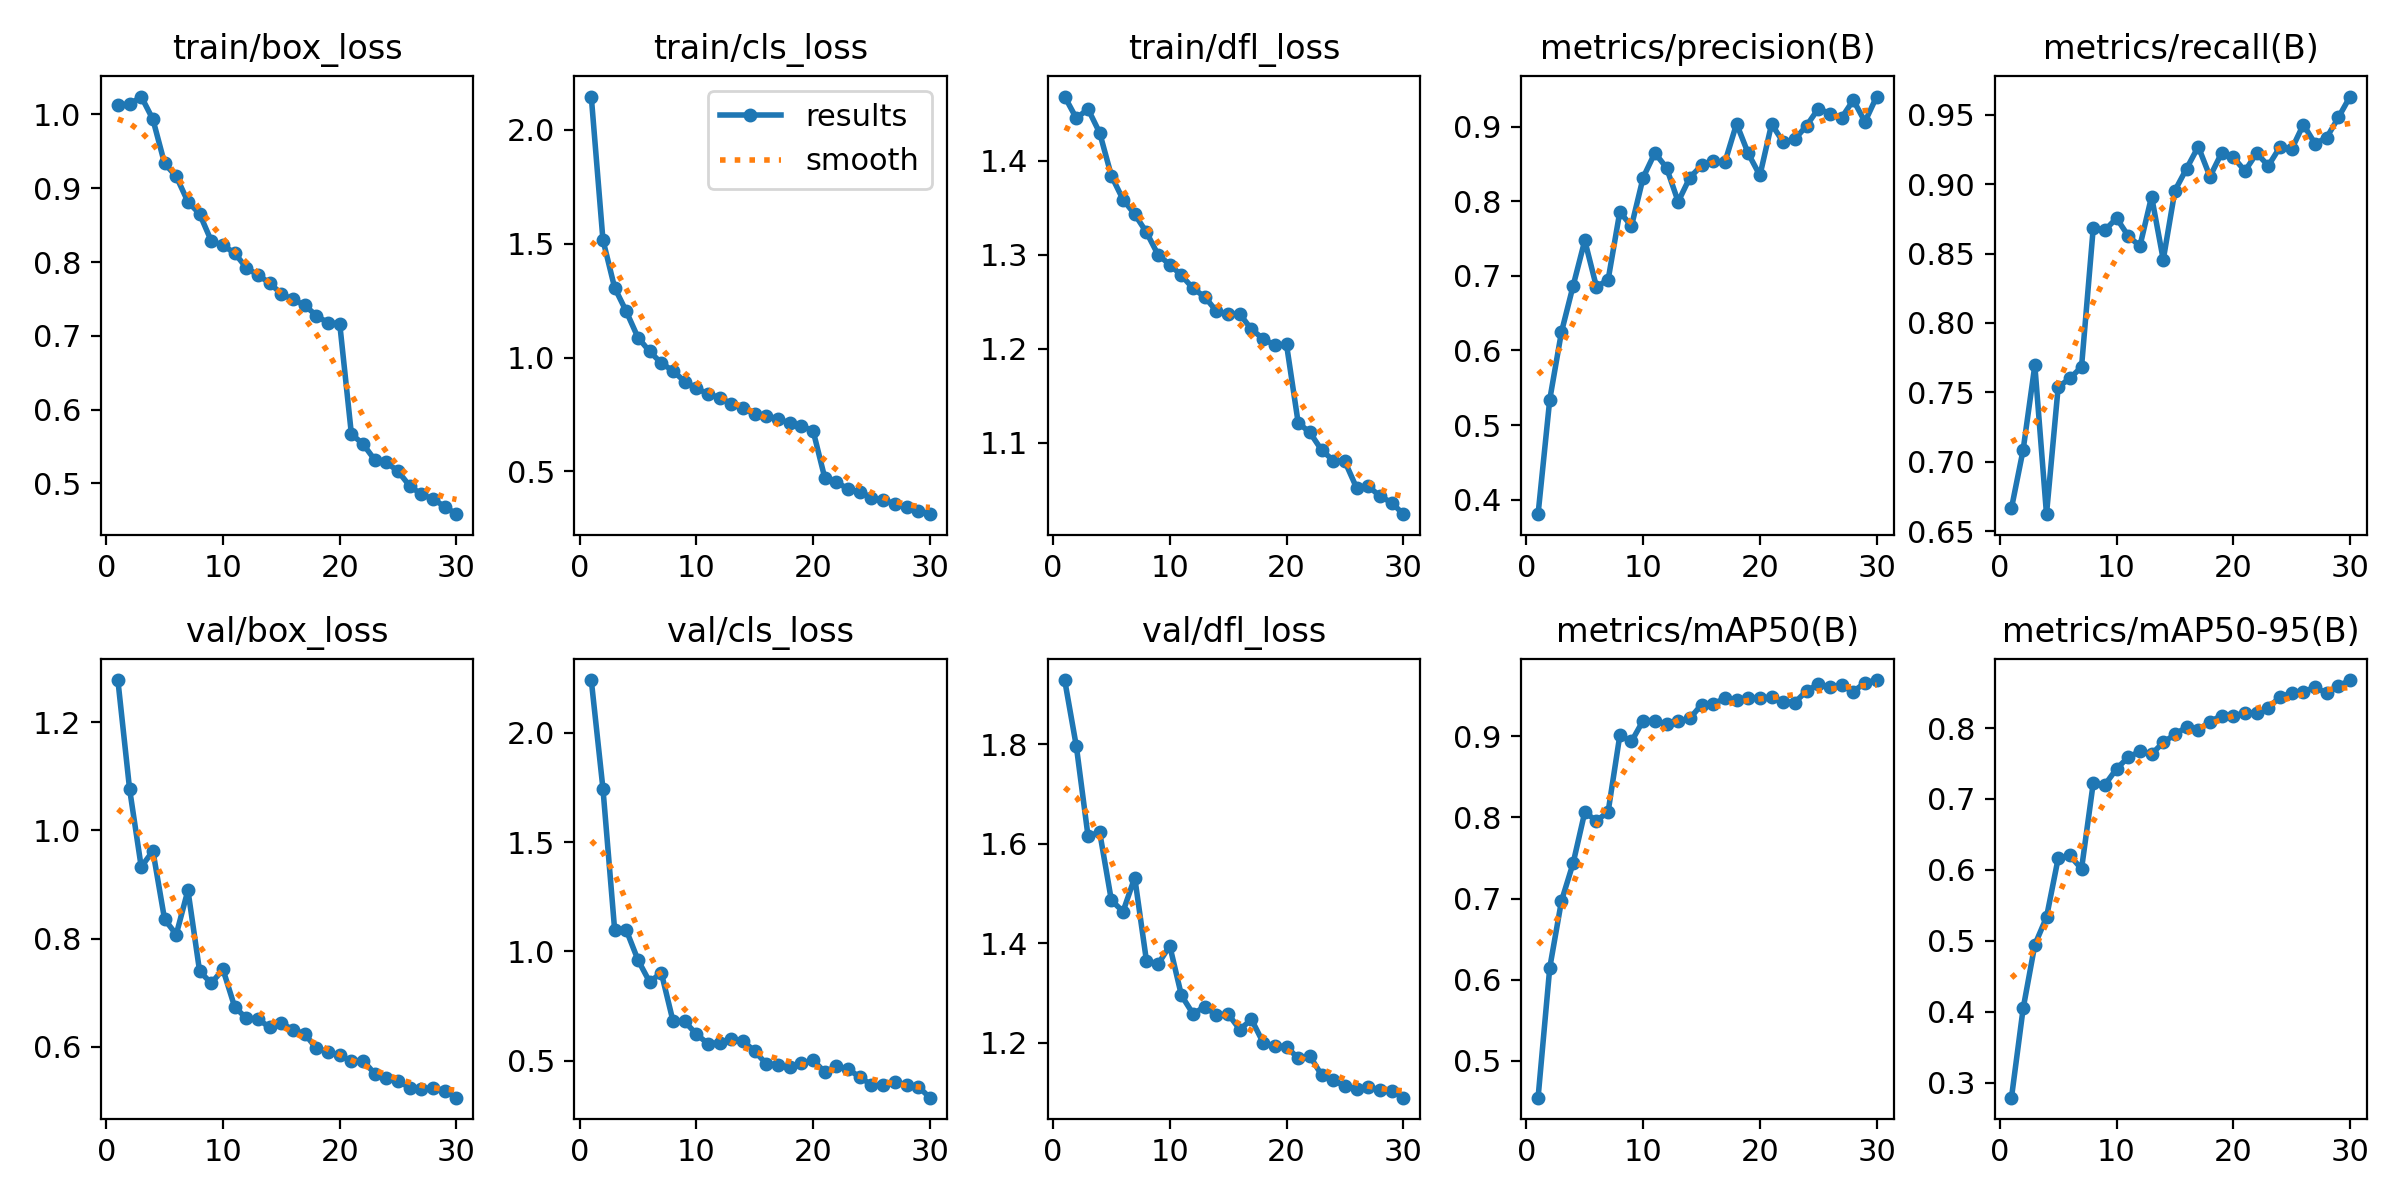 train/box_loss
1.0
0.9
0.8
0.7
0.6
0.5
0 10 20 30
train/cls_loss
results
smooth
2.0
1.5
1.0
0.5
0 10 20 30
train/dfl_loss
1.4
1.3
1.2
1.1
0 10 20 30
metrics/precision(B)
0.9
0.8
0.7
0.6
0.5
0.4
0 10 20 30
metrics/recall(B)
0.95
0.90
0.85
0.80
0.75
0.70
0.65
0 10 20 30
val/box_loss
1.2
1.0
0.8
0.6
0 10 20 30
val/cls_loss
2.0
1.5
1.0
0.5
0 10 20 30
val/dfl_loss
1.8
1.6
1.4
1.2
0 10 20 30
metrics/mAP50(B)
0.9
0.8
0.7
0.6
0.5
0 10 20 30
metrics/mAP50-95(B)
0.8
0.7
0.6
0.5
0.4
0.3
0 10 20 30